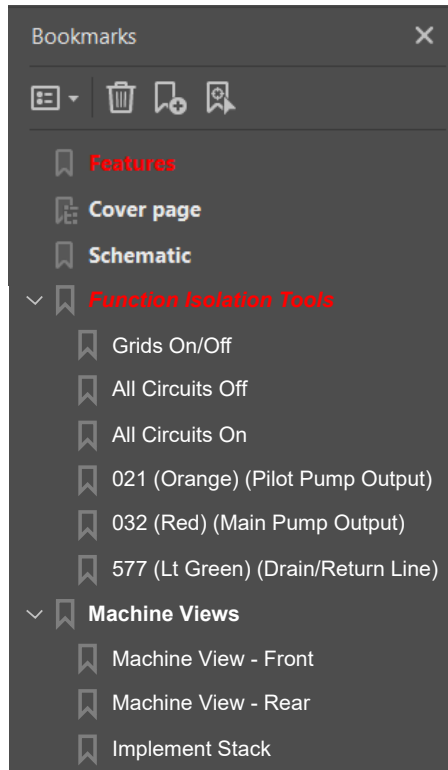 Bookmarks
Features
Cover page
Schematic
Function Isolation Tools
Grids On/Off
All Circuits Off
All Circuits On
021 (Orange) (Pilot Pump Output)
032 (Red) (Main Pump Output)
577 (Lt Green) (Drain/Return Line)
Machine Views
Machine View - Front
Machine View - Rear
Implement Stack